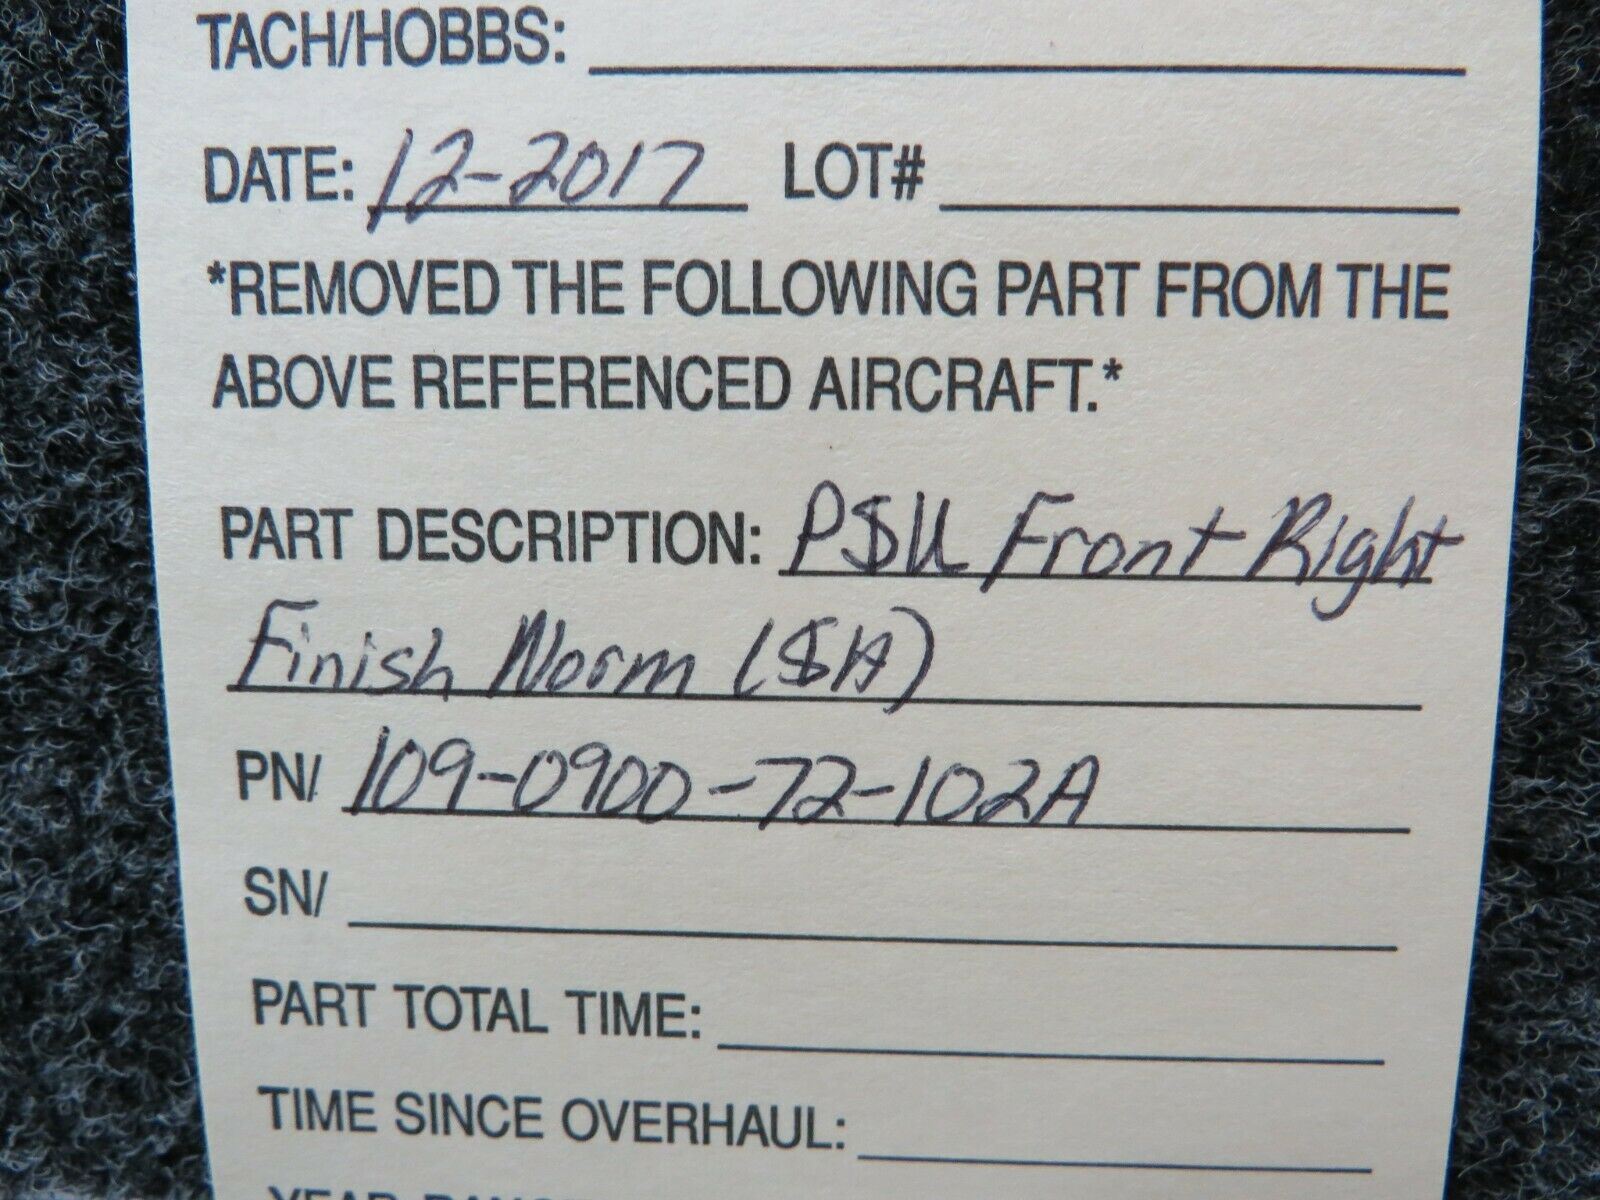 TACH/HOBBS:
DATE: 12-2017 LOT#
*REMOVED THE FOLLOWING PART FROM THE
ABOVE REFERENCED AIRCRAFT.*
PART DESCRIPTION: PSU Front Right
Finish Norm (SA)
PN/ 109-0900-72-102A
SN/
PART TOTAL TIME:
TIME SINCE OVERHAUL: